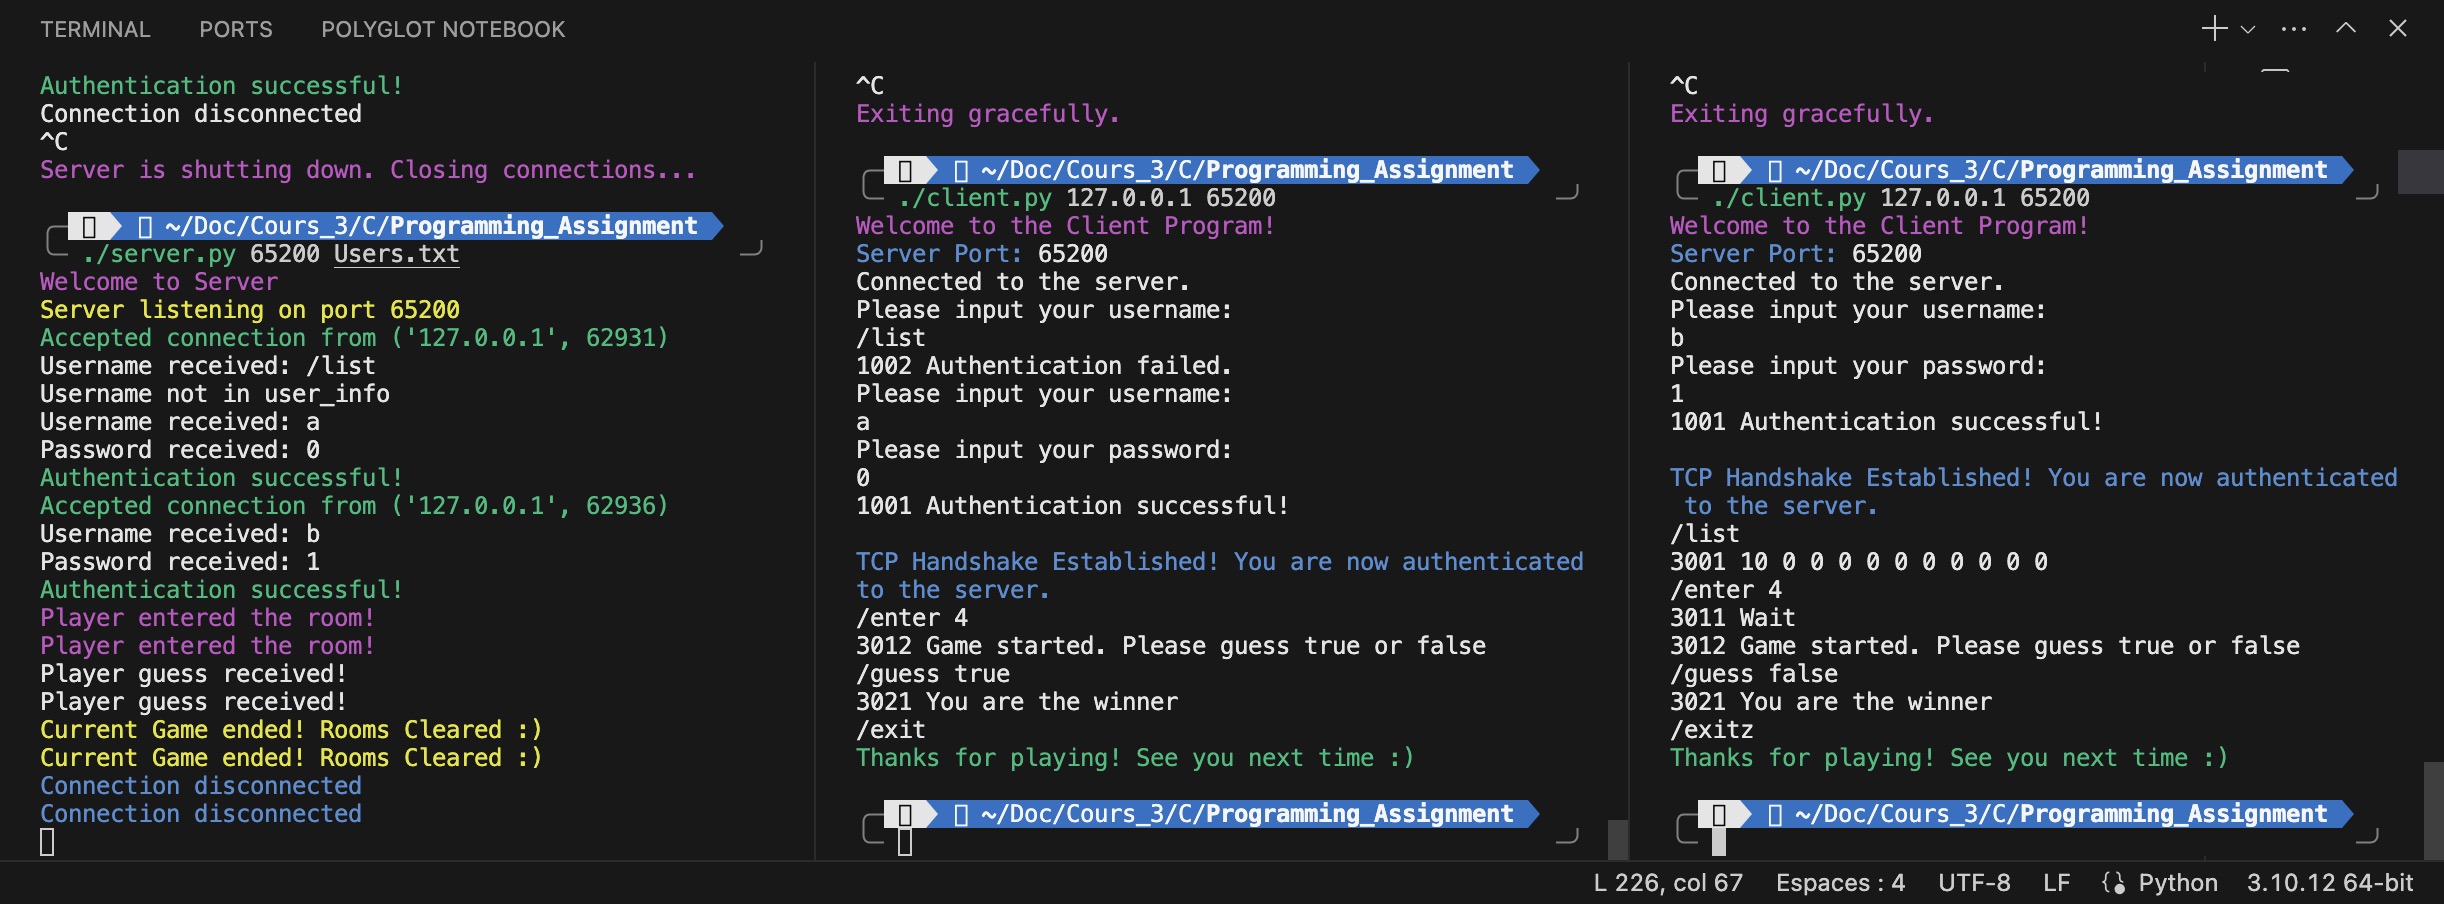 TERMINAL PORTS POLYGLOT NOTEBOOK
Authentication successful!
Connection disconnected
^C
Server is shutting down. Closing connections...
~/Doc/Cours_3/C/Programming_Assignment
./server.py 65200 Users.txt
Welcome to Server
Server listening on port 65200
Accepted connection from ('127.0.0.1', 62931)
Username received: /list
Username not in user_info
Username received: a
Password received: 0
Authentication successful!
Accepted connection from ('127.0.0.1', 62936)
Username received: b
Password received: 1
Authentication successful!
Player entered the room!
Player entered the room!
Player guess received!
Player guess received!
Current Game ended! Rooms Cleared :)
Current Game ended! Rooms Cleared :)
Connection disconnected
Connection disconnected
^C
Exiting gracefully.
~/Doc/Cours_3/C/Programming_Assignment
./client.py 127.0.0.1 65200
Welcome to the Client Program!
Server Port: 65200
Connected to the server.
Please input your username:
/list
1002 Authentication failed.
Please input your username:
a
Please input your password:
0
1001 Authentication successful!
TCP Handshake Established! You are now authenticated
to the server.
/enter 4
3012 Game started. Please guess true or false
/guess true
3021 You are the winner
/exit
Thanks for playing! See you next time :)
~/Doc/Cours_3/C/Programming_Assignment
^C
Exiting gracefully.
~/Doc/Cours_3/C/Programming_Assignment
./client.py 127.0.0.1 65200
Welcome to the Client Program!
Server Port: 65200
Connected to the server.
Please input your username:
b
Please input your password:
1
1001 Authentication successful!
TCP Handshake Established! You are now authenticated
to the server.
/list
3001 10 0 0 0 0 0 0 0 0 0 0
/enter 4
3011 Wait
3012 Game started. Please guess true or false
/guess false
3021 You are the winner
/exitz
Thanks for playing! See you next time :)
~/Doc/Cours_3/C/Programming_Assignment
L 226, col 67 Espaces : 4 UTF-8 LF Python 3.10.12 64-bit